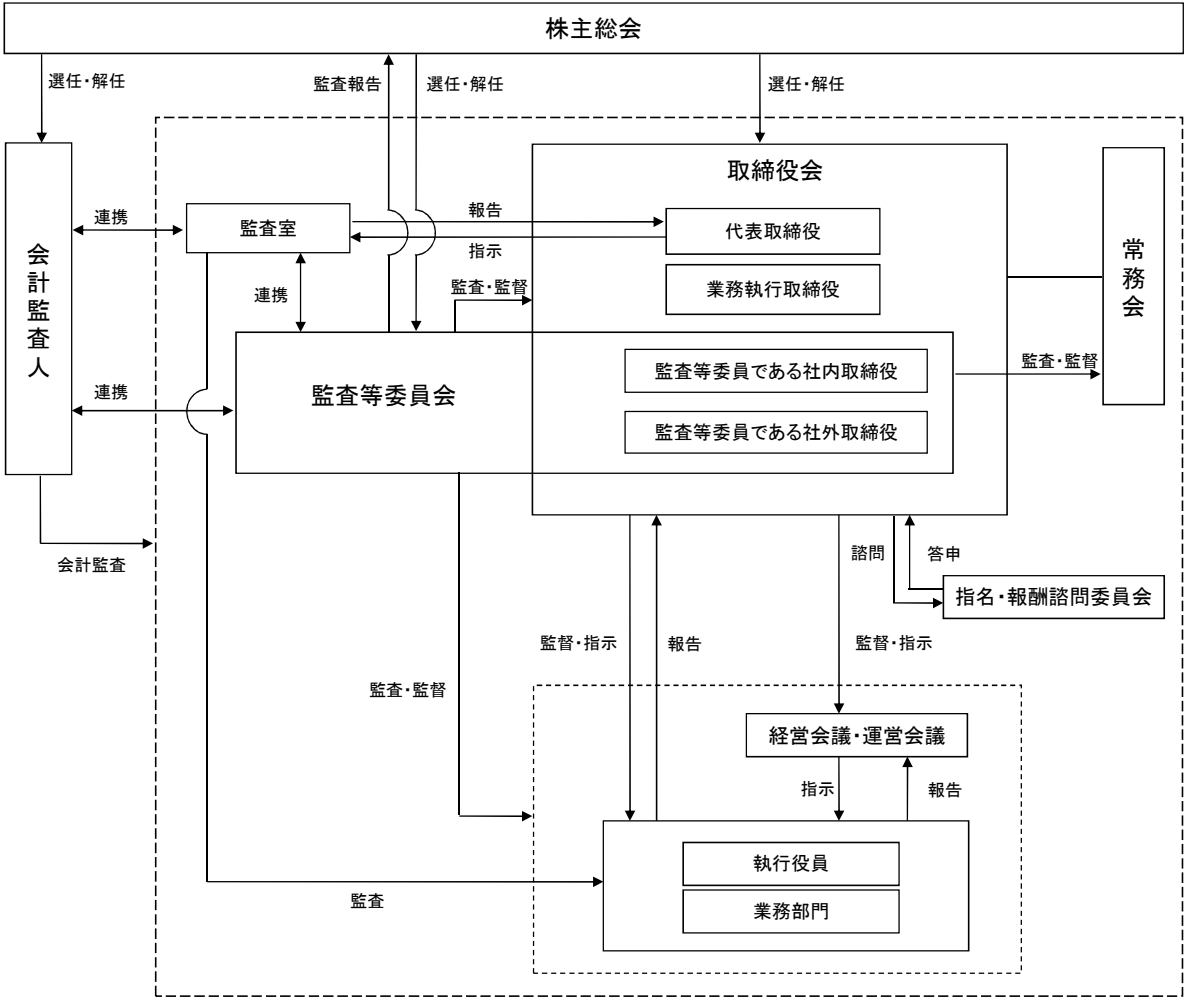 株主総会
選任・解任
監査報告
選任・解任
選任・解任
取締役会
監査室
連携
報告
代表取締役
指示
常務会
会計監査人
連携
監査・監督
業務執行取締役
監査等委員会
監査等委員である社内取締役
監査・監督
連携
監査等委員である社外取締役
会計監査
諮問
答申
指名・報酬諮問委員会
監督・指示
報告
監督・指示
監査・監督
経営会議・運営会議
指示
報告
執行役員
監査
業務部門